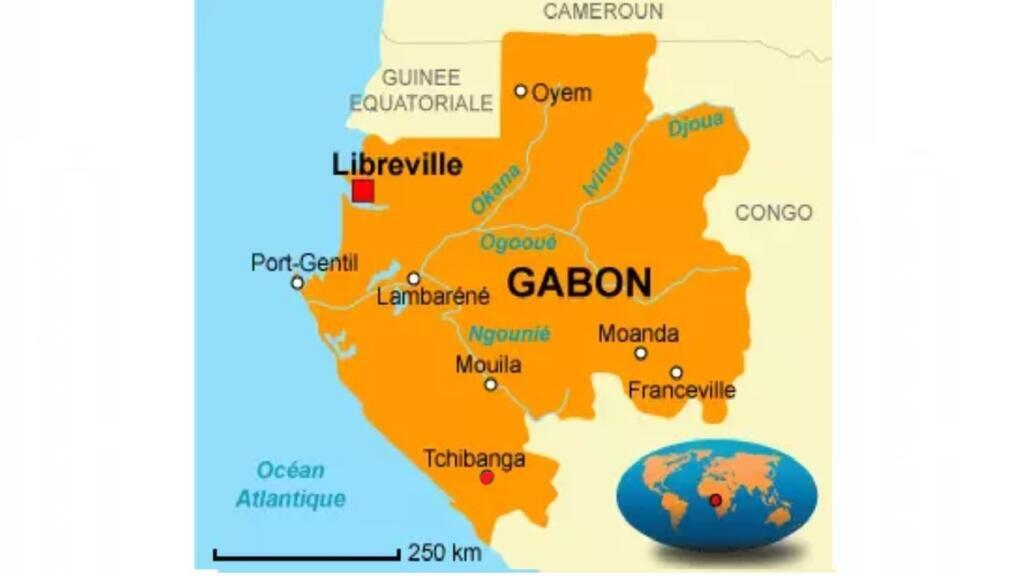 CAMEROUN
GUINEE
EQUATORIALE
Oyem
Djoua
Libreville
Ivinda
Okana
CONGO
Ogooué
Port-Gentil
GABON
Lambaréné
Ngounié
Moanda
Mouila
Franceville
Tchibanga
Océan
Atlantique
250 km